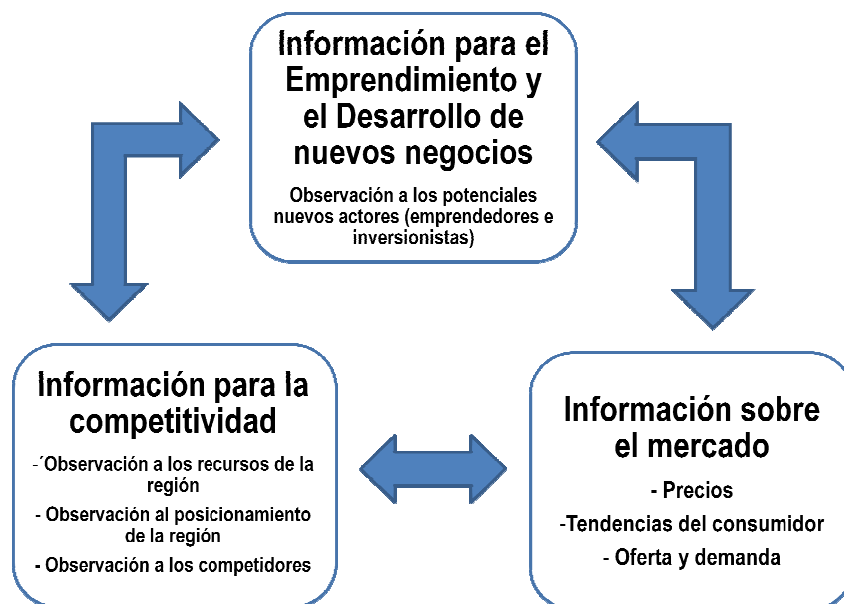 Información para el
Emprendimiento y
el Desarrollo de
nuevos negocios
Observación a los potenciales
nuevos actores (emprendedores e
inversionistas)
Información para la
competitividad
-´Observación a los recursos de la
región
- Observación al posicionamiento
de la región
- Observación a los competidores
Información sobre
el mercado
- Precios
-Tendencias del consumidor
- Oferta y demanda